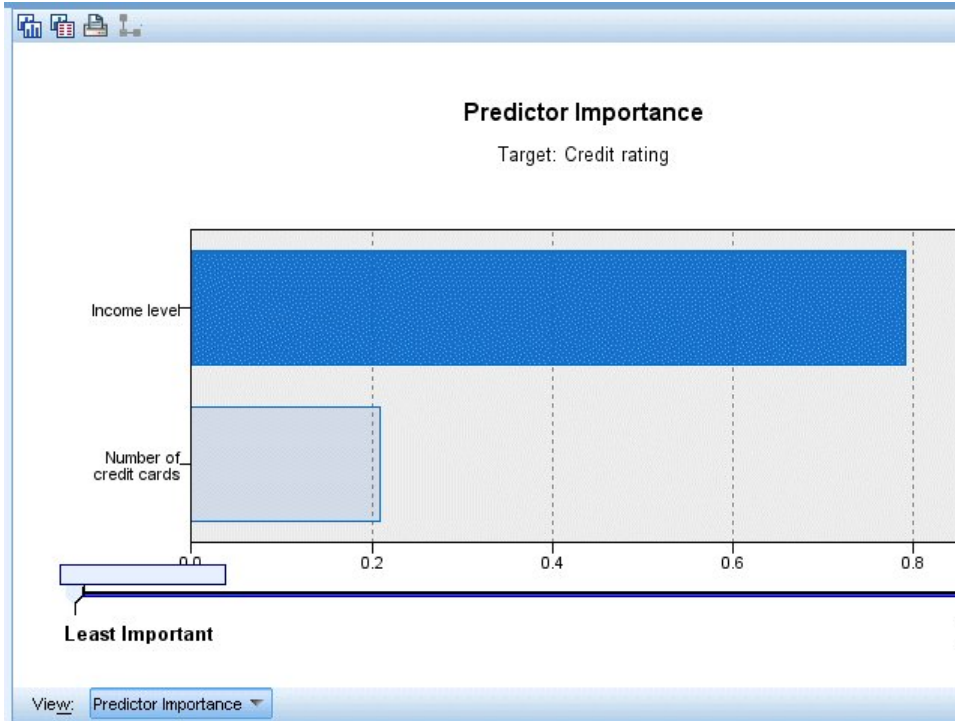 Predictor Importance
Target: Credit rating
Income level
Number of
credit cards
0.0 0.2 0.4 0.6 0.8
Least Important
View: Predictor Importance